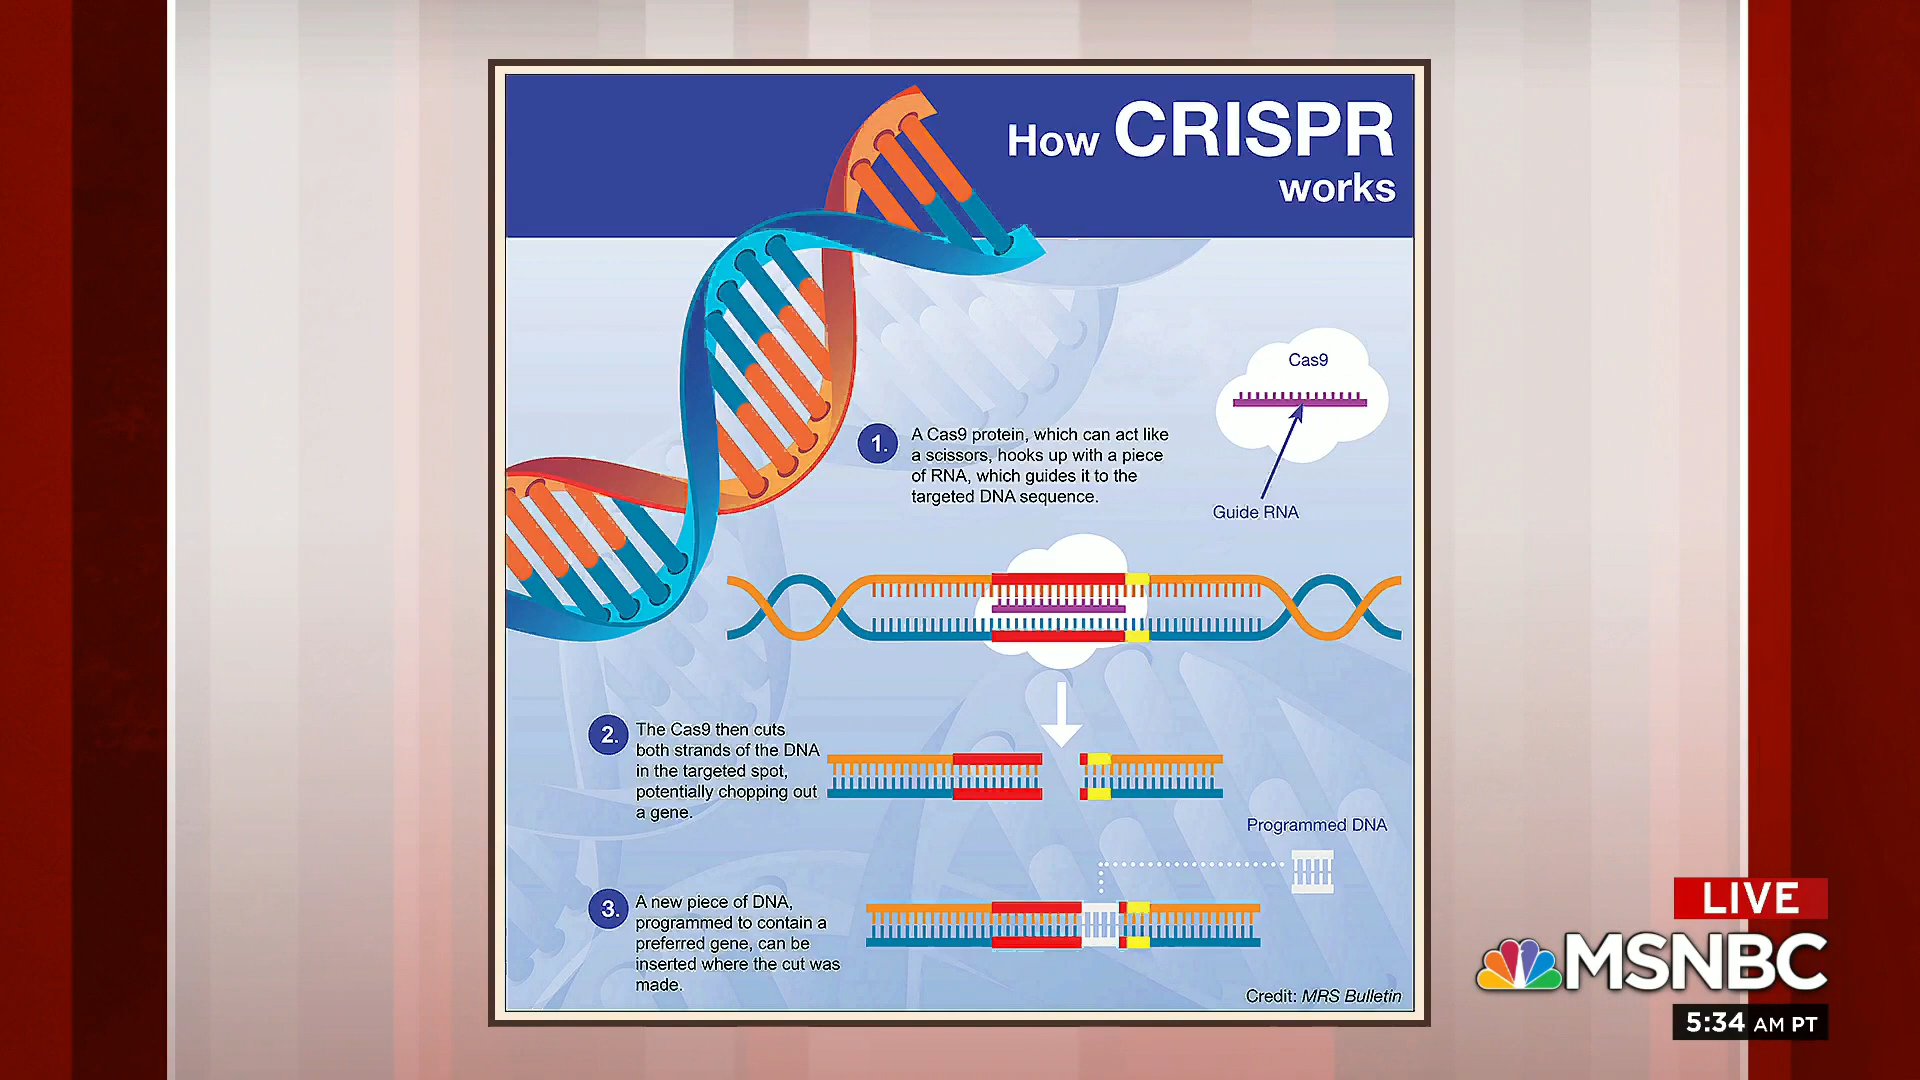 How CRISPR
works
Cas9
1.
A Cas9 protein, which can act like
a scissors, hooks up with a piece
of RNA, which guides it to the
targeted DNA sequence.
Guide RNA
2.
The Cas9 then cuts
both strands of the DNA
in the targeted spot,
potentially chopping out
a gene.
Programmed DNA
3.
A new piece of DNA,
programmed to contain a
preferred gene, can be
inserted where the cut was
made.
Credit: MRS Bulletin
LIVE
MSNBC
5:34 AM PT